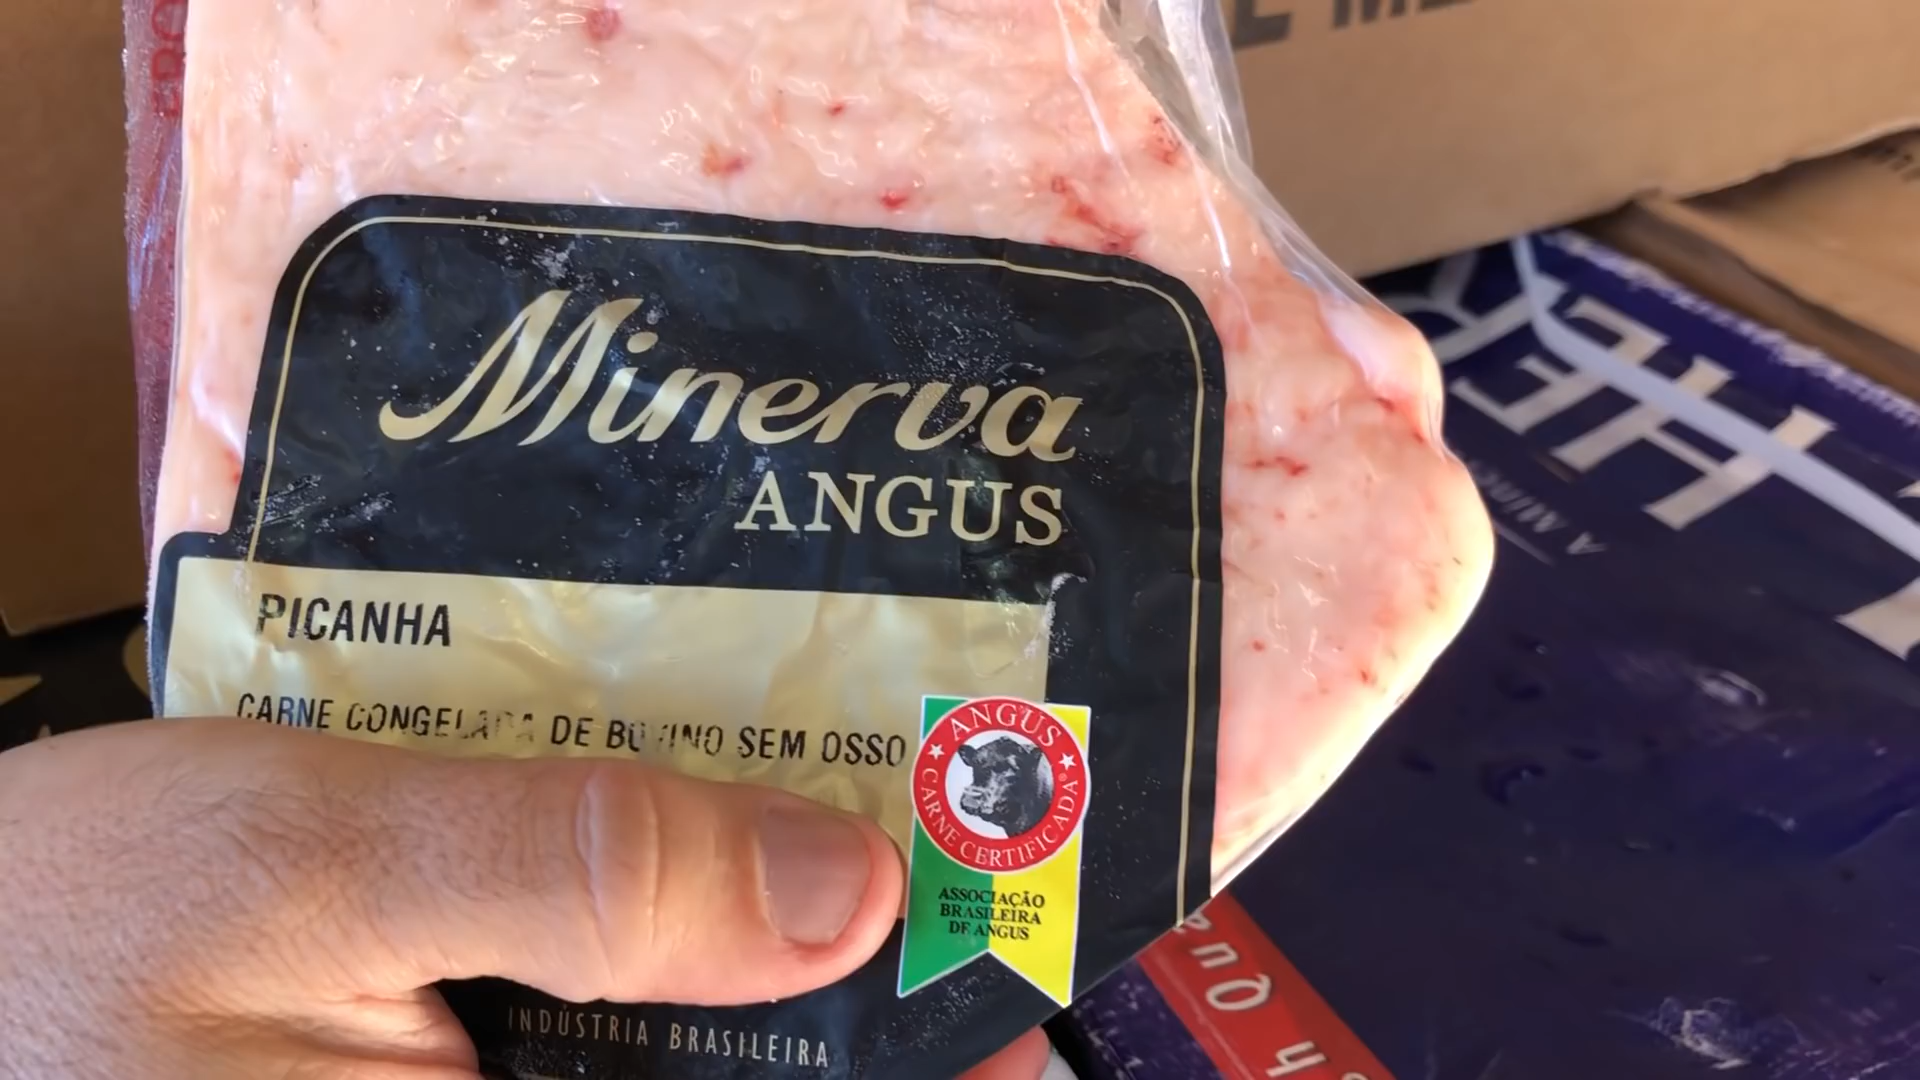 Minerva
ANGUS
PICANHA
CARNE CONGELADA DE BOVINO SEM OSSO
ANGUS
CARNE CERTIFICADA
ASSOCIAÇÃO
BRASILEIRA
DE ANGUS
INDÚSTRIA BRASILEIRA